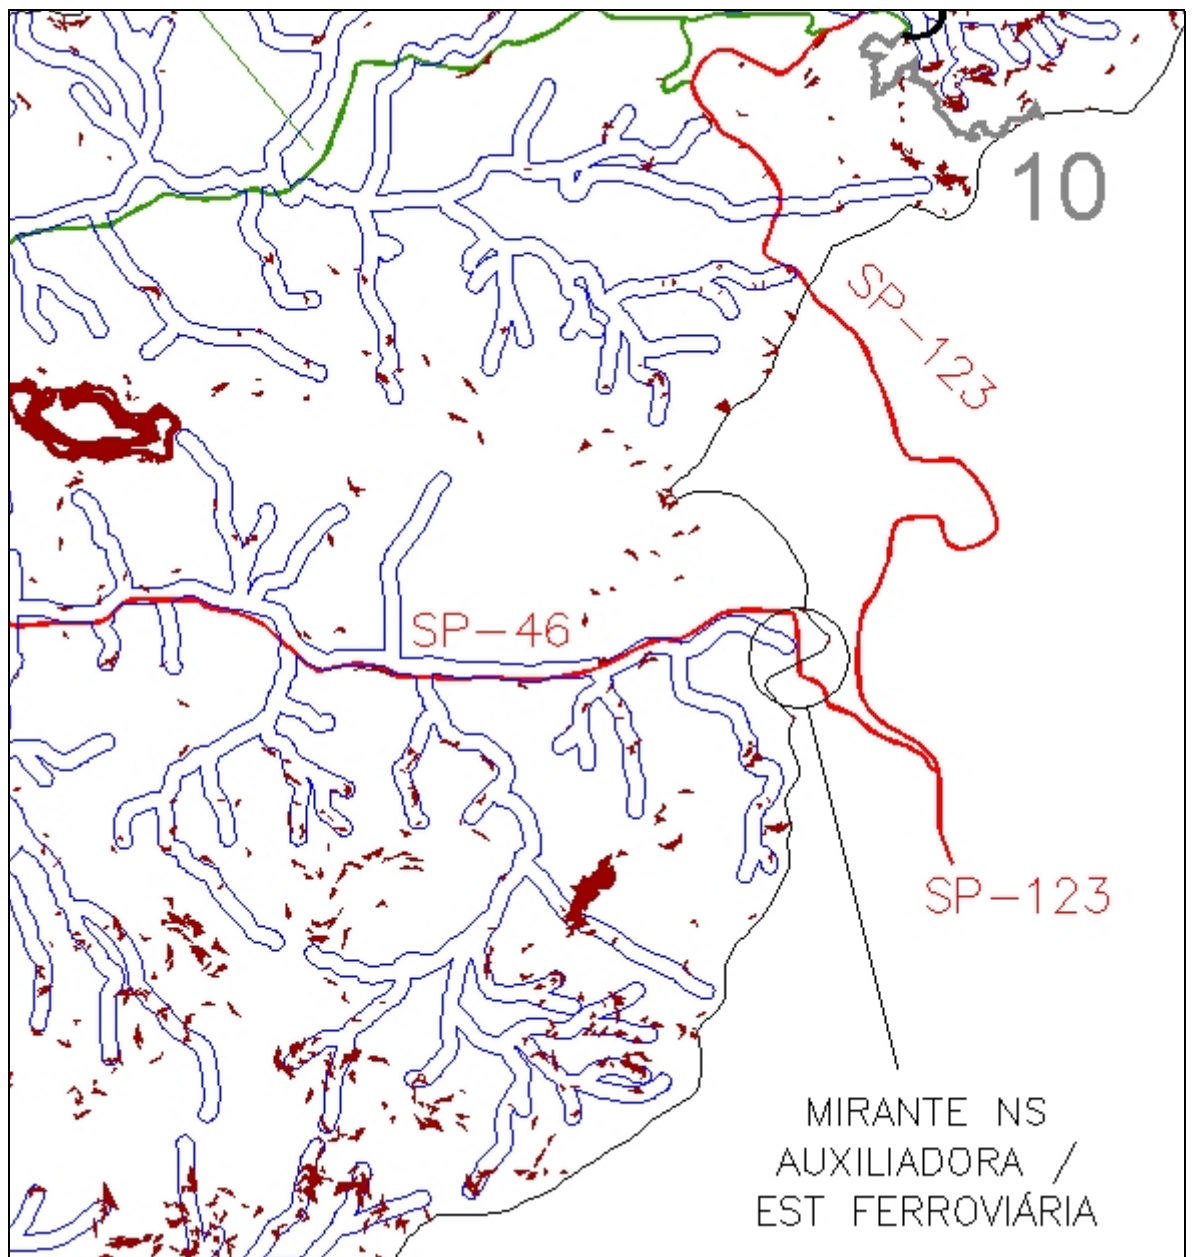 10
SP-123
SP-46
SP-123
MIRANTE NS
AUXILIADORA /
EST FERROVIÁRIA